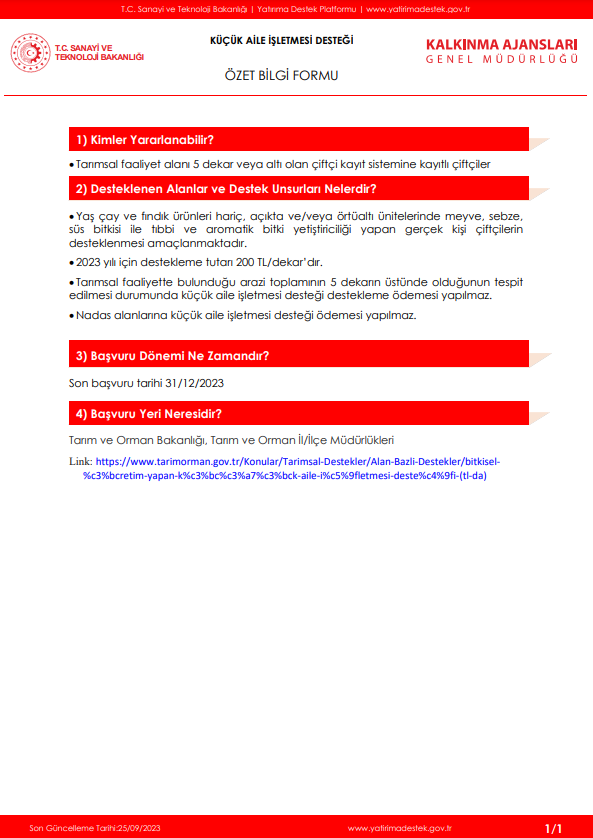 T.C. Sanayi ve Teknoloji Bakanlığı | Yatırıma Destek Platformu | www.yatirimadestek.gov.tr
T.C. SANAYİ VE
TEKNOLOJİ BAKANLIĞI
KÜÇÜK AİLE İŞLETMESİ DESTEĞİ
ÖZET BİLGİ FORMU
KALKINMA AJANSLARI
GENEL MÜDÜRLÜĞÜ
1) Kimler Yararlanabilir?
• Tarımsal faaliyet alanı 5 dekar veya altı olan çiftçi kayıt sistemine kayıtlı çiftçiler
2) Desteklenen Alanlar ve Destek Unsurları Nelerdir?
• Yaş çay ve fındık ürünleri hariç, açıkta ve/veya örtüaltı ünitelerinde meyve, sebze,
süs bitkisi ile tıbbi ve aromatik bitki yetiştiriciliği yapan gerçek kişi çiftçilerin
desteklenmesi amaçlanmaktadır.
• 2023 yılı için destekleme tutarı 200 TL/dekar’dır.
• Tarımsal faaliyette bulunduğu arazi toplamının 5 dekarın üstünde olduğunun tespit
edilmesi durumunda küçük aile işletmesi desteği destekleme ödemesi yapılmaz.
• Nadas alanlarına küçük aile işletmesi desteği ödemesi yapılmaz.
3) Başvuru Dönemi Ne Zamandır?
Son başvuru tarihi 31/12/2023
4) Başvuru Yeri Neresidir?
Tarım ve Orman Bakanlığı, Tarım ve Orman İl/İlçe Müdürlükleri
Link: https://www.tarimorman.gov.tr/Konular/Tarimsal-Destekler/Alan-Bazli-Destekler/bitkisel-
%c3%bcretim-yapan-k%c3%bc%c3%a7%c3%bck-aile-i%c5%9fletmesi-deste%c4%9fi-(tl-da)
Son Güncelleme Tarihi:25/09/2023
www.yatirimadestek.gov.tr
1/1